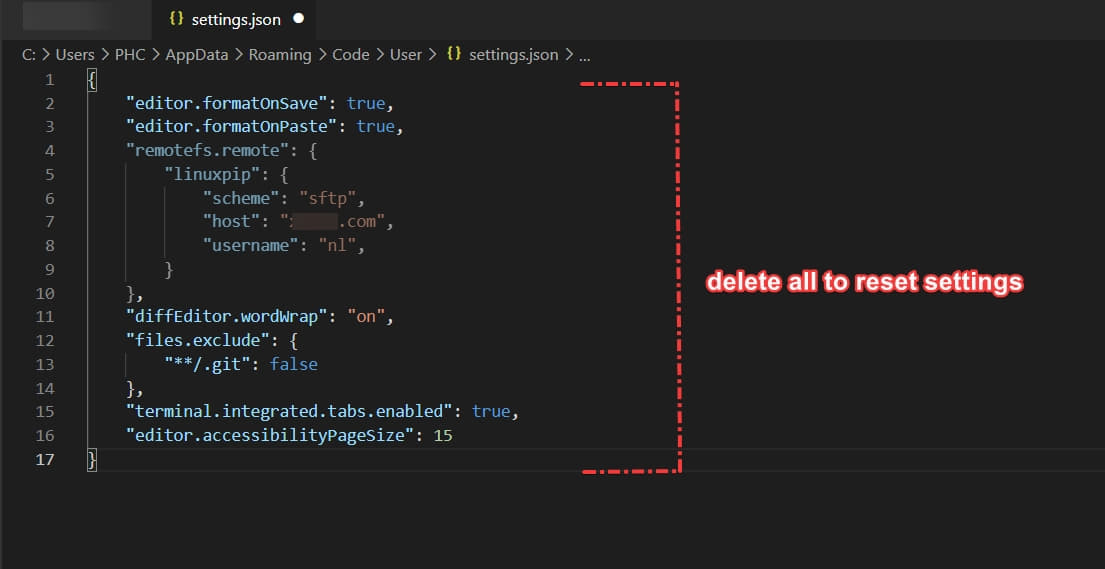 {} settings.json
C: > Users > PHC > AppData > Roaming > Code > User > {} settings.json > ...
1 {
2 "editor.formatOnSave": true,
3 "editor.formatOnPaste": true,
4 "remotefs.remote": {
5 "linuxpip": {
6 "scheme": "sftp",
7 "host": " .com",
8 "username": "nl",
9 }
10 },
11 "diffEditor.wordWrap": "on",
12 "files.exclude": {
13 "**/.git": false
14 },
15 "terminal.integrated.tabs.enabled": true,
16 "editor.accessibilityPageSize": 15
17 }
delete all to reset settings